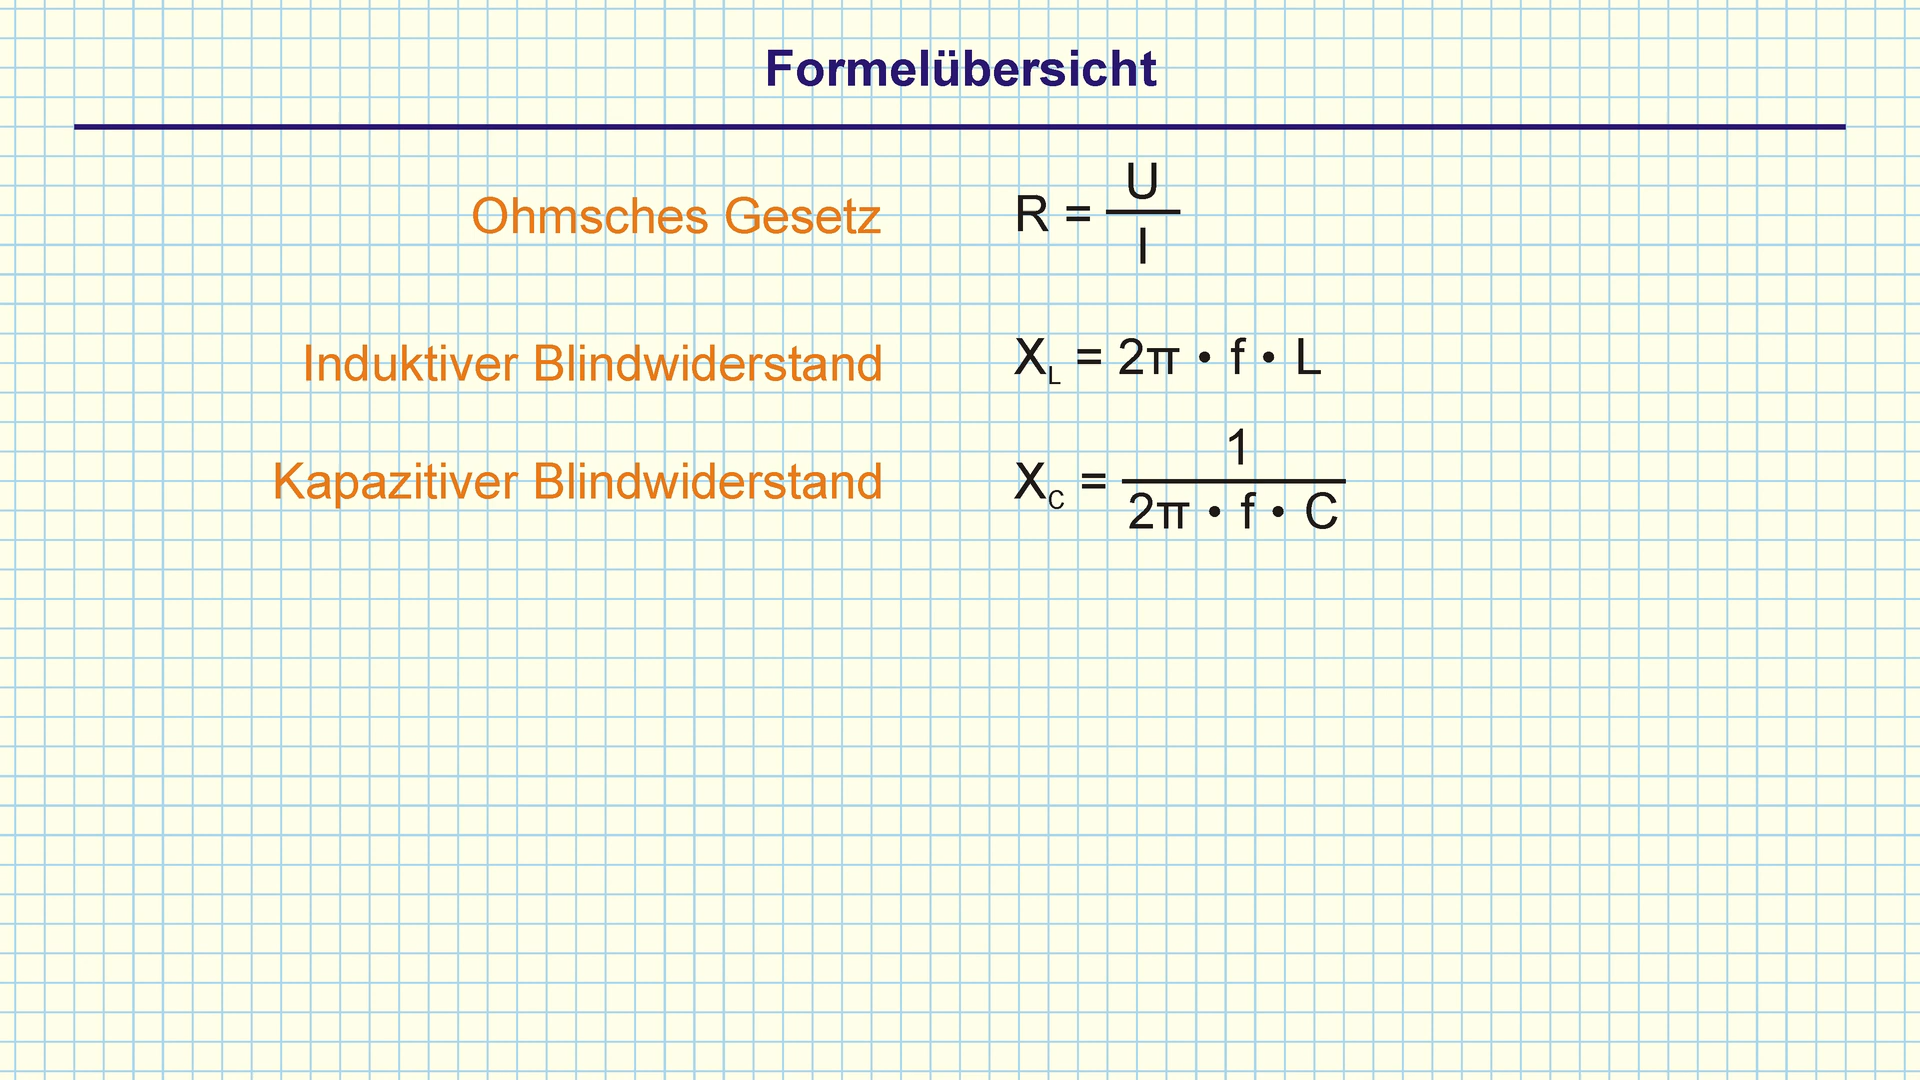 Formelübersicht
Ohmsches Gesetz R = U / I
Induktiver Blindwiderstand X_L = 2π • f • L
Kapazitiver Blindwiderstand X_C = 1 / 2π • f • C